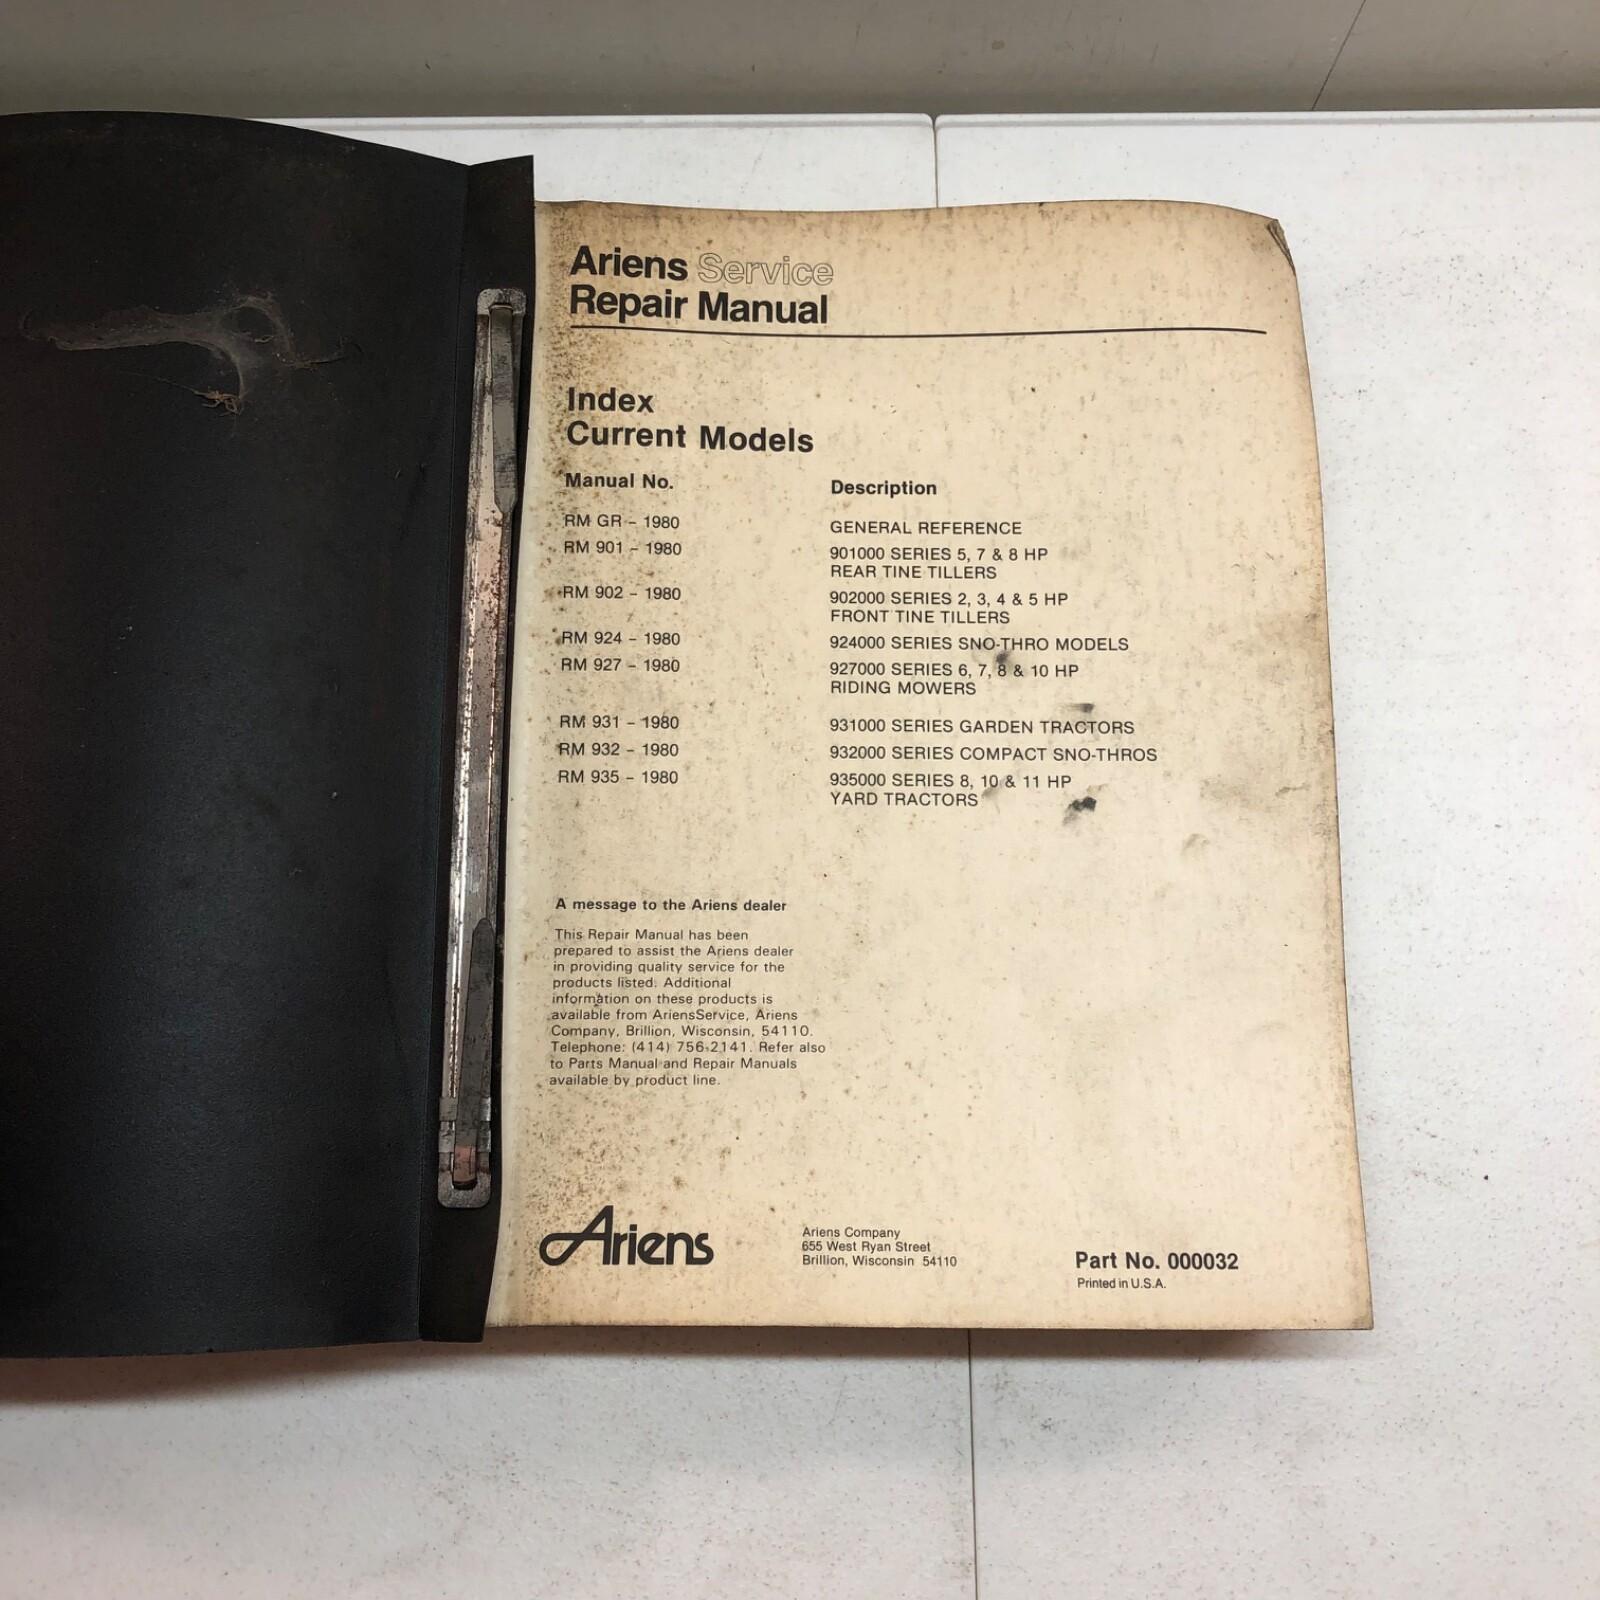 Ariens Service
Repair Manual
Index
Current Models
Manual No. Description
RM GR - 1980 GENERAL REFERENCE
RM 901 - 1980 901000 SERIES 5, 7 & 8 HP
REAR TINE TILLERS
RM 902 - 1980 902000 SERIES 2, 3, 4 & 5 HP
FRONT TINE TILLERS
RM 924 - 1980 924000 SERIES SNO-THRO MODELS
RM 927 - 1980 927000 SERIES 6, 7, 8 & 10 HP
RIDING MOWERS
RM 931 - 1980 931000 SERIES GARDEN TRACTORS
RM 932 - 1980 932000 SERIES COMPACT SNO-THROS
RM 935 - 1980 935000 SERIES 8, 10 & 11 HP
YARD TRACTORS
A message to the Ariens dealer
This Repair Manual has been
prepared to assist the Ariens dealer
in providing quality service for the
products listed. Additional
information on these products is
available from AriensService, Ariens
Company, Brillion, Wisconsin, 54110.
Telephone: (414) 756-2141. Refer also
to Parts Manual and Repair Manuals
available by product line.
Ariens
Ariens Company
655 West Ryan Street
Brillion, Wisconsin 54110
Part No. 000032
Printed in U.S.A.